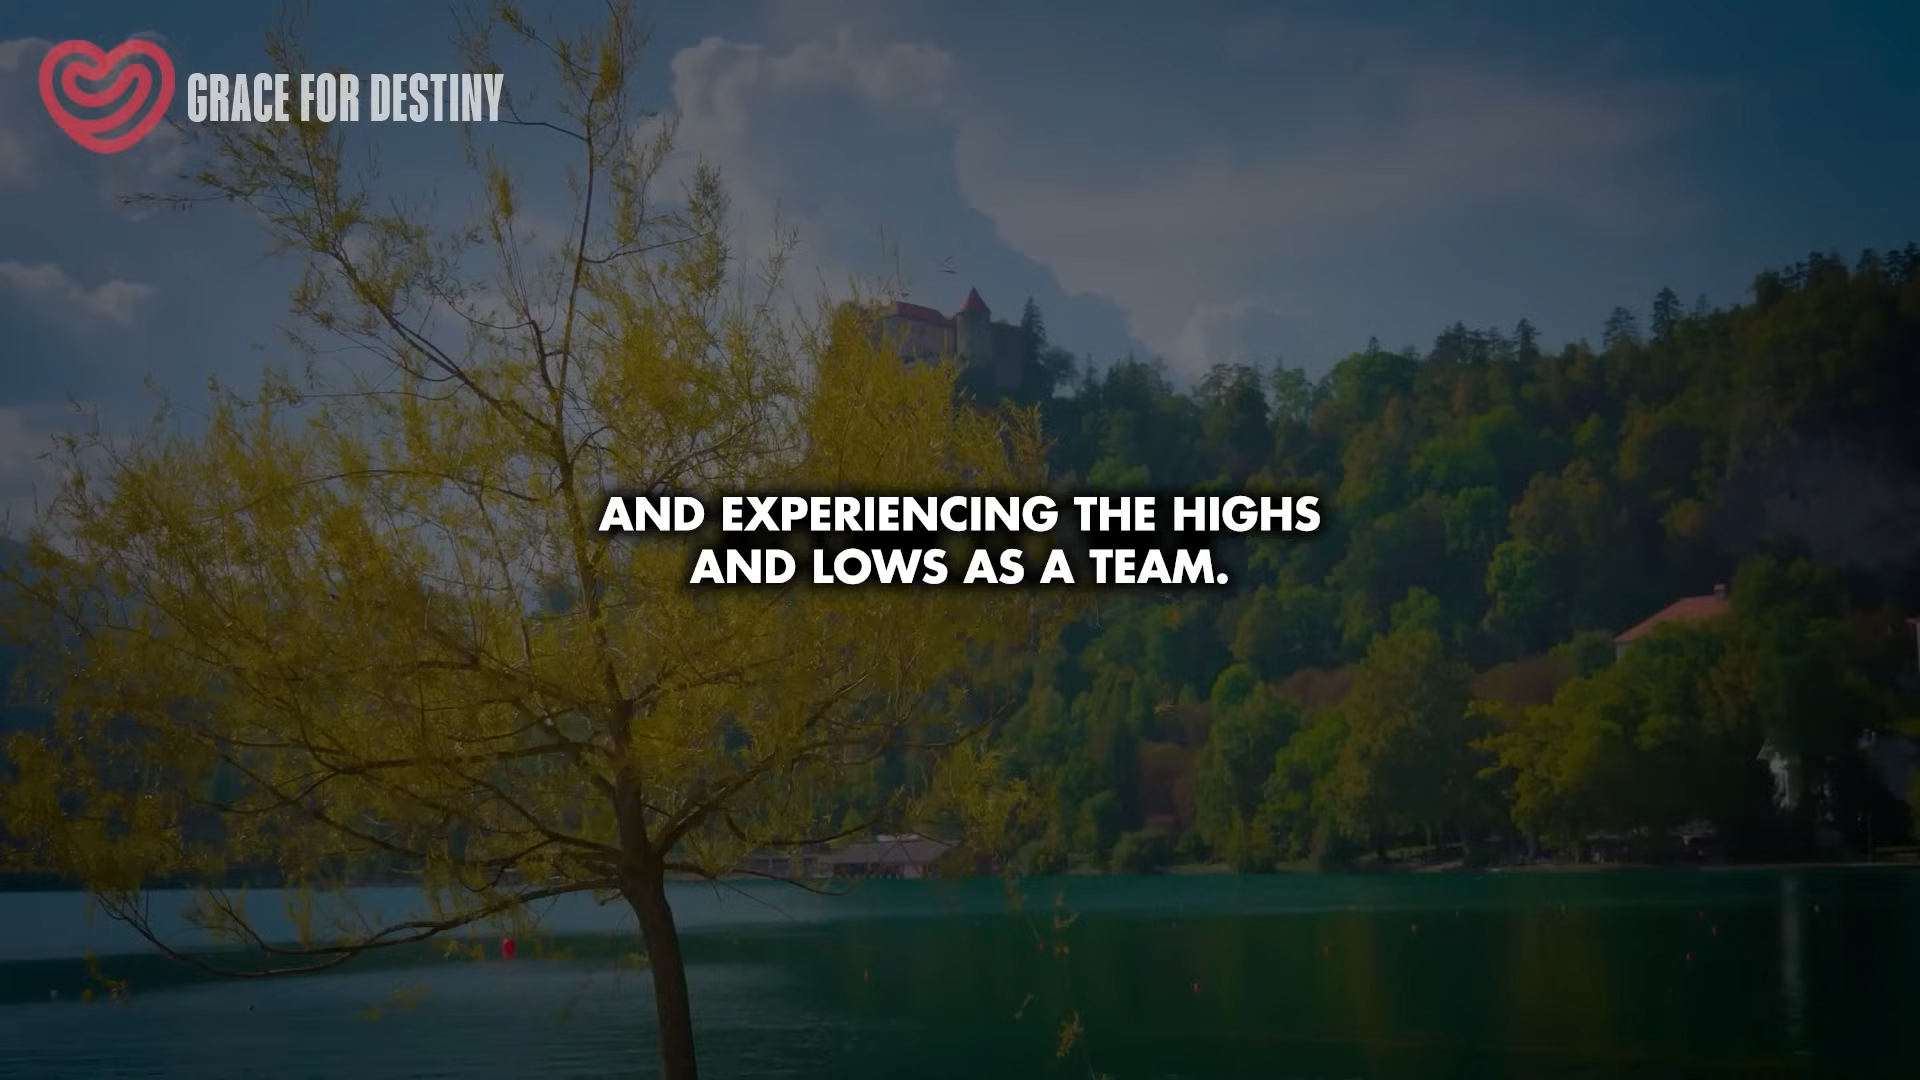 GRACE FOR DESTINY
AND EXPERIENCING THE HIGHS
AND LOWS AS A TEAM.